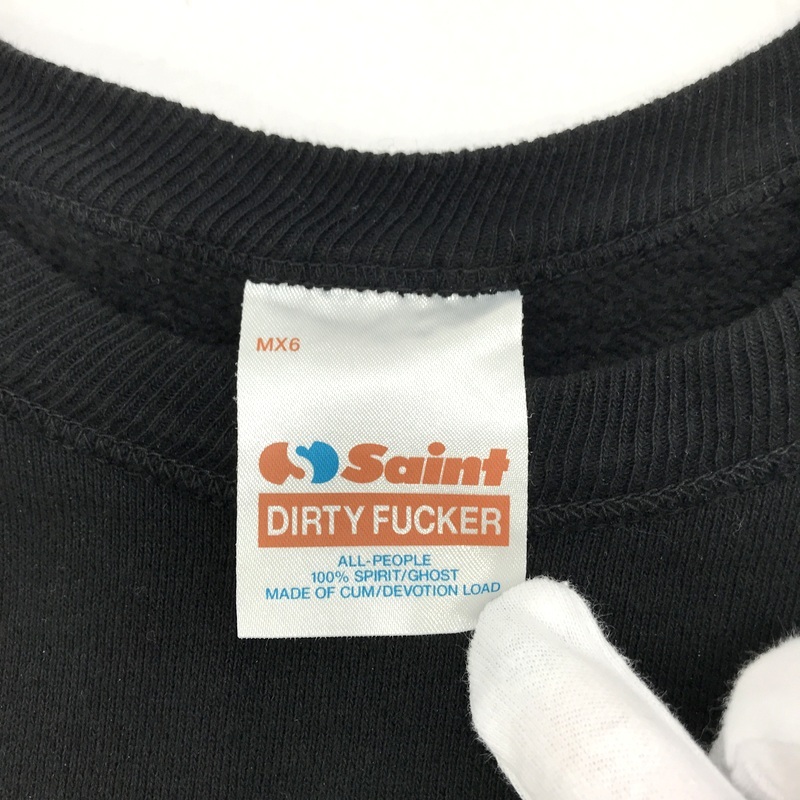 MX6
Saint
DIRTY FUCKER
ALL-PEOPLE
100% SPIRIT/GHOST
MADE OF CUM/DEVOTION LOAD